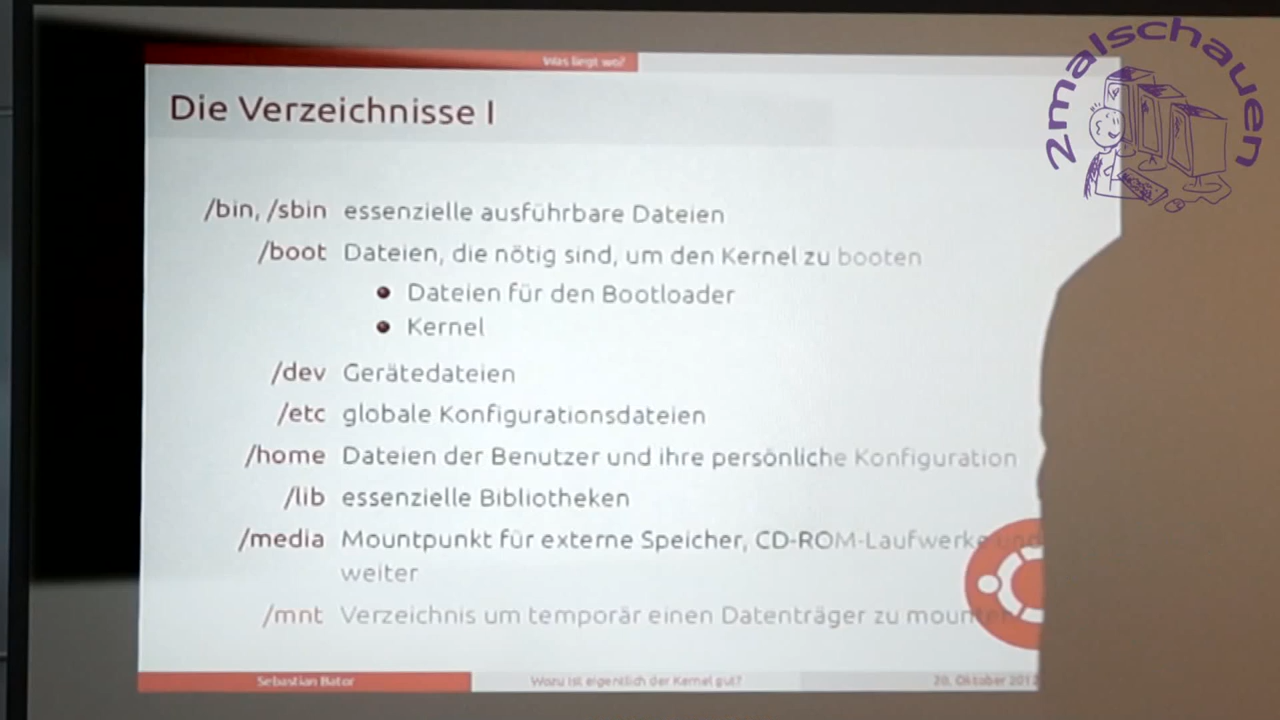 2malschauen
Was liegt wo?
Die Verzeichnisse I
/bin, /sbin essenzielle ausführbare Dateien
/boot Dateien, die nötig sind, um den Kernel zu booten
Dateien für den Bootloader
Kernel
/dev Gerätedateien
/etc globale Konfigurationsdateien
/home Dateien der Benutzer und ihre persönliche Konfiguration
/lib essenzielle Bibliotheken
/media Mountpunkt für externe Speicher, CD-ROM-Laufwerke und
weiter
/mnt Verzeichnis um temporär einen Datenträger zu mounten
Sebastian Bator
Wozu ist eigentlich der Kernel gut?
20. Oktober 2012